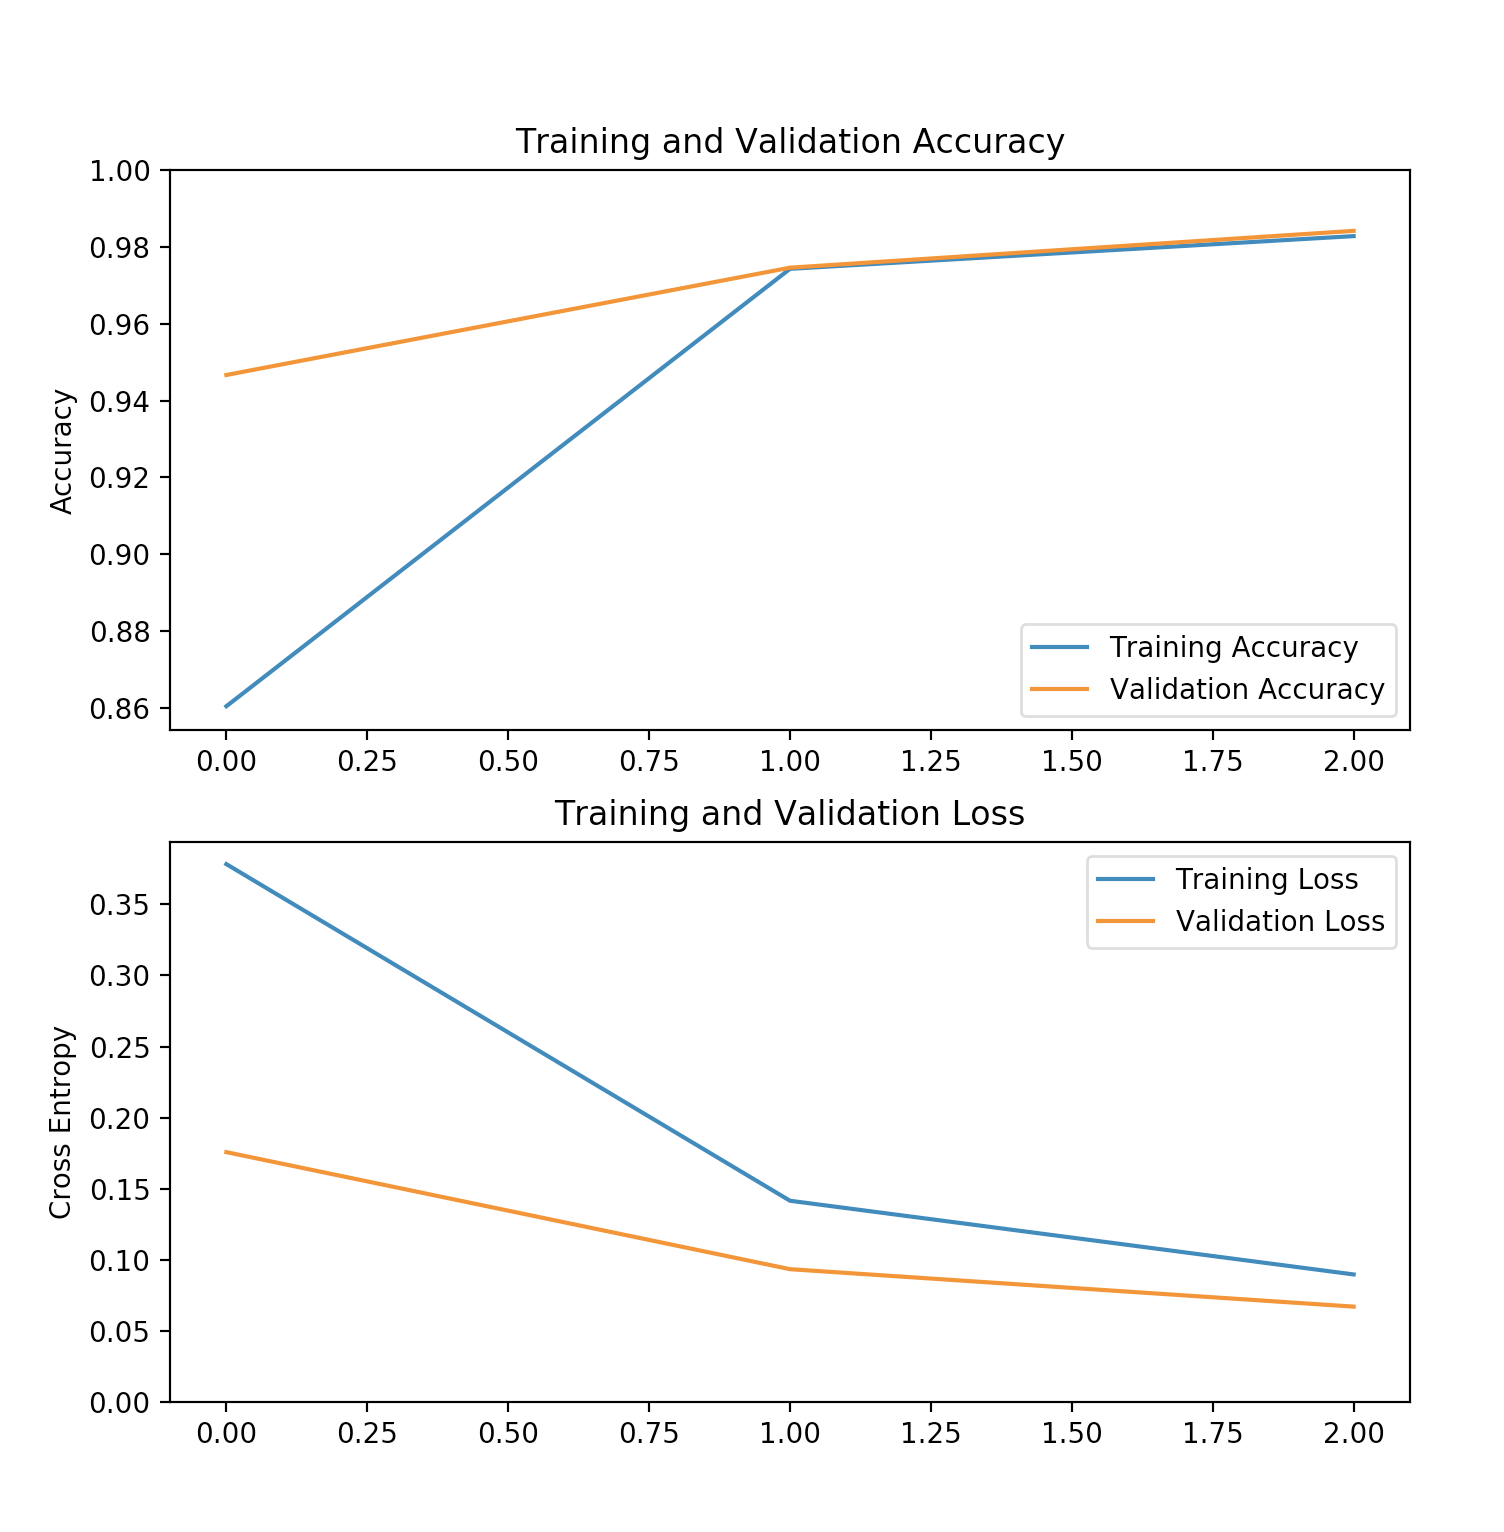 Training and Validation Accuracy
1.00
0.98
0.96
0.94
0.92
0.90
0.88
0.86
Accuracy
Training Accuracy
Validation Accuracy
0.00 0.25 0.50 0.75 1.00 1.25 1.50 1.75 2.00
Training and Validation Loss
0.35
0.30
0.25
0.20
0.15
0.10
0.05
0.00
Cross Entropy
Training Loss
Validation Loss
0.00 0.25 0.50 0.75 1.00 1.25 1.50 1.75 2.00